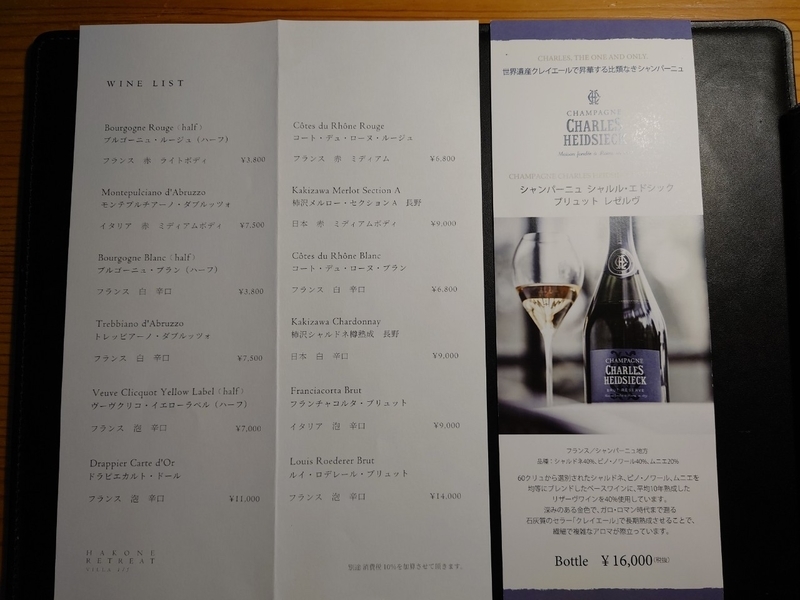 WINE LIST
Bourgogne Rouge〈half〉
ブルゴーニュ・ルージュ（ハーフ）
フランス 赤 ライトボディ ¥3,800
Montepulciano d'Abruzzo
モンテプルチアーノ・ダブルッツォ
イタリア 赤 ミディアムボディ ¥7,500
Bourgogne Blanc〈half〉
ブルゴーニュ・ブラン（ハーフ）
フランス 白 辛口 ¥3,800
Trebbiano d'Abruzzo
トレッビアーノ・ダブルッツォ
フランス 白 辛口 ¥7,500
Veuve Clicquot Yellow Label〈half〉
ヴーヴクリコ・イエローラベル（ハーフ）
フランス 泡 辛口 ¥7,000
Drappier Carte d'Or
ドラピエカルト・ドール
フランス 泡 辛口 ¥11,000
HAKONE
RETREAT
Côtes du Rhône Rouge
コート・デュ・ローヌ・ルージュ
フランス 赤 ミディアム ¥6,800
Kakizawa Merlot Section A
柿沢メルロー・セクションA 長野
日本 赤 ミディアムボディ ¥9,000
Côtes du Rhône Blanc
コート・デュ・ローヌ・ブラン
フランス 白 辛口 ¥6,800
Kakizawa Chardonnay
柿沢シャルドネ樽熟成 長野
日本 白 辛口 ¥9,000
Franciacorta Brut
フランチャコルタ・ブリュット
イタリア 泡 辛口 ¥9,000
Louis Roederer Brut
ルイ・ロデレール・ブリュット
フランス 泡 辛口 ¥14,000
別途消費税10%を加算させて頂きます。
CHARLES, THE ONE AND ONLY.
世界遺産クレイエールで昇華する比類なきシャンパーニュ
CHAMPAGNE
CHARLES
HEIDSIECK
シャンパーニュ シャルル・エドシック
ブリュット レゼルヴ
CHAMPAGNE
CHARLES
HEIDSIECK
BRUT RÉSERVE
フランス／シャンパーニュ地方
品種：シャルドネ40%、ピノ・ノワール40%、ムニエ20%
60クリュから選別されたシャルドネ、ピノ・ノワール、ムニエを
均等にブレンドしたベースワインに、平均10年熟成した
リザーヴワインを40%使用しています。
深みのある金色で、ガロ・ロマン時代まで遡る
石灰質のセラー「クレイエール」で長期熟成させることで、
繊細で複雑なアロマが際立っています。
Bottle ¥16,000(税抜)